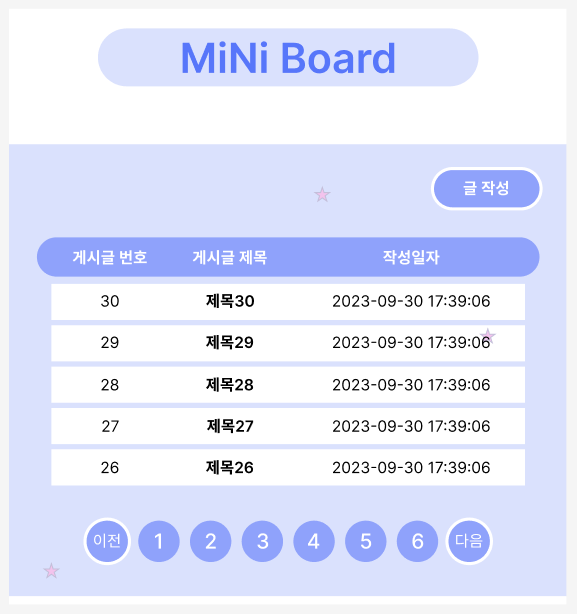 MiNi Board
글 작성
게시글 번호 게시글 제목 작성일자
30 제목30 2023-09-30 17:39:06
29 제목29 2023-09-30 17:39:06
28 제목28 2023-09-30 17:39:06
27 제목27 2023-09-30 17:39:06
26 제목26 2023-09-30 17:39:06
이전 1 2 3 4 5 6 다음